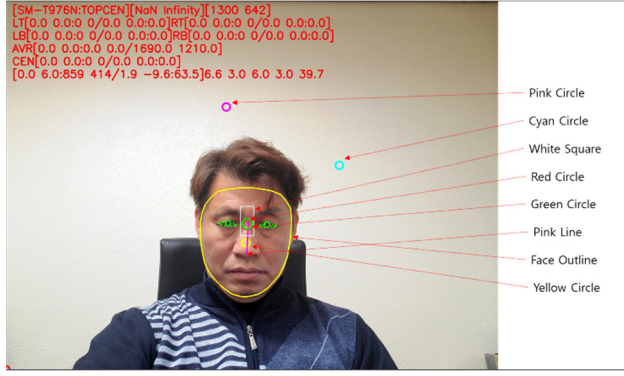 [SM-T976N:TOPCEN][NaN Infinity][1300 642]
LT[0.0 0.0:0 0/0.0 0.0:0.0]RT[0.0 0.0:0 0/0.0 0.0:0.0]
LB[0.0 0.0:0 0/0.0 0.0:0.0]RB[0.0 0.0:0 0/0.0 0.0:0.0]
AVR[0.0 0.0:0.0 0.0/1690.0 1210.0]
CEN[0.0 0.0:0 0/0.0 0.0:0.0]
[0.0 6.0:859 414/1.9 -9.6:63.5]6.6 3.0 6.0 3.0 39.7
Pink Circle
Cyan Circle
White Square
Red Circle
Green Circle
Pink Line
Face Outline
Yellow Circle